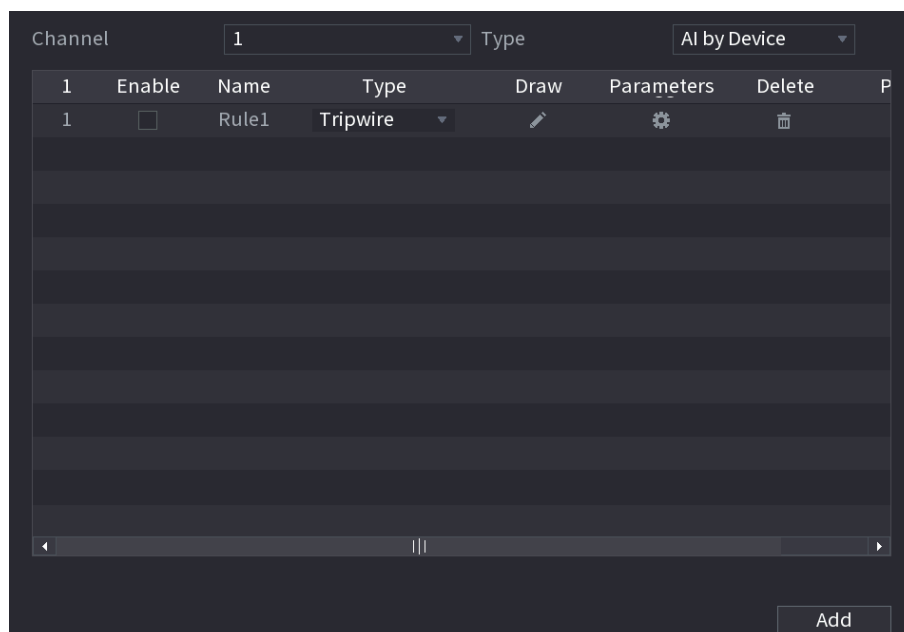 Channel 1 Type AI by Device
1 Enable Name Type Draw Parameters Delete P
1 Rule1 Tripwire
Add